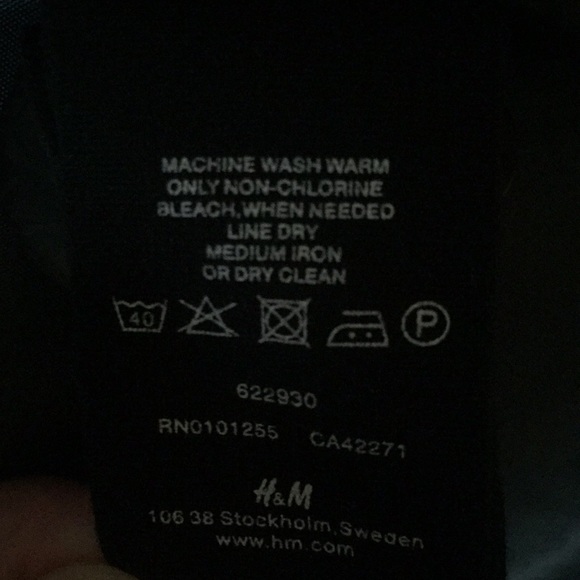 MACHINE WASH WARM
ONLY NON-CHLORINE
BLEACH,WHEN NEEDED
LINE DRY
MEDIUM IRON
OR DRY CLEAN
40 P
622930
RN0101255 CA42271
H&M
106 38 Stockholm,Sweden
www.hm.com